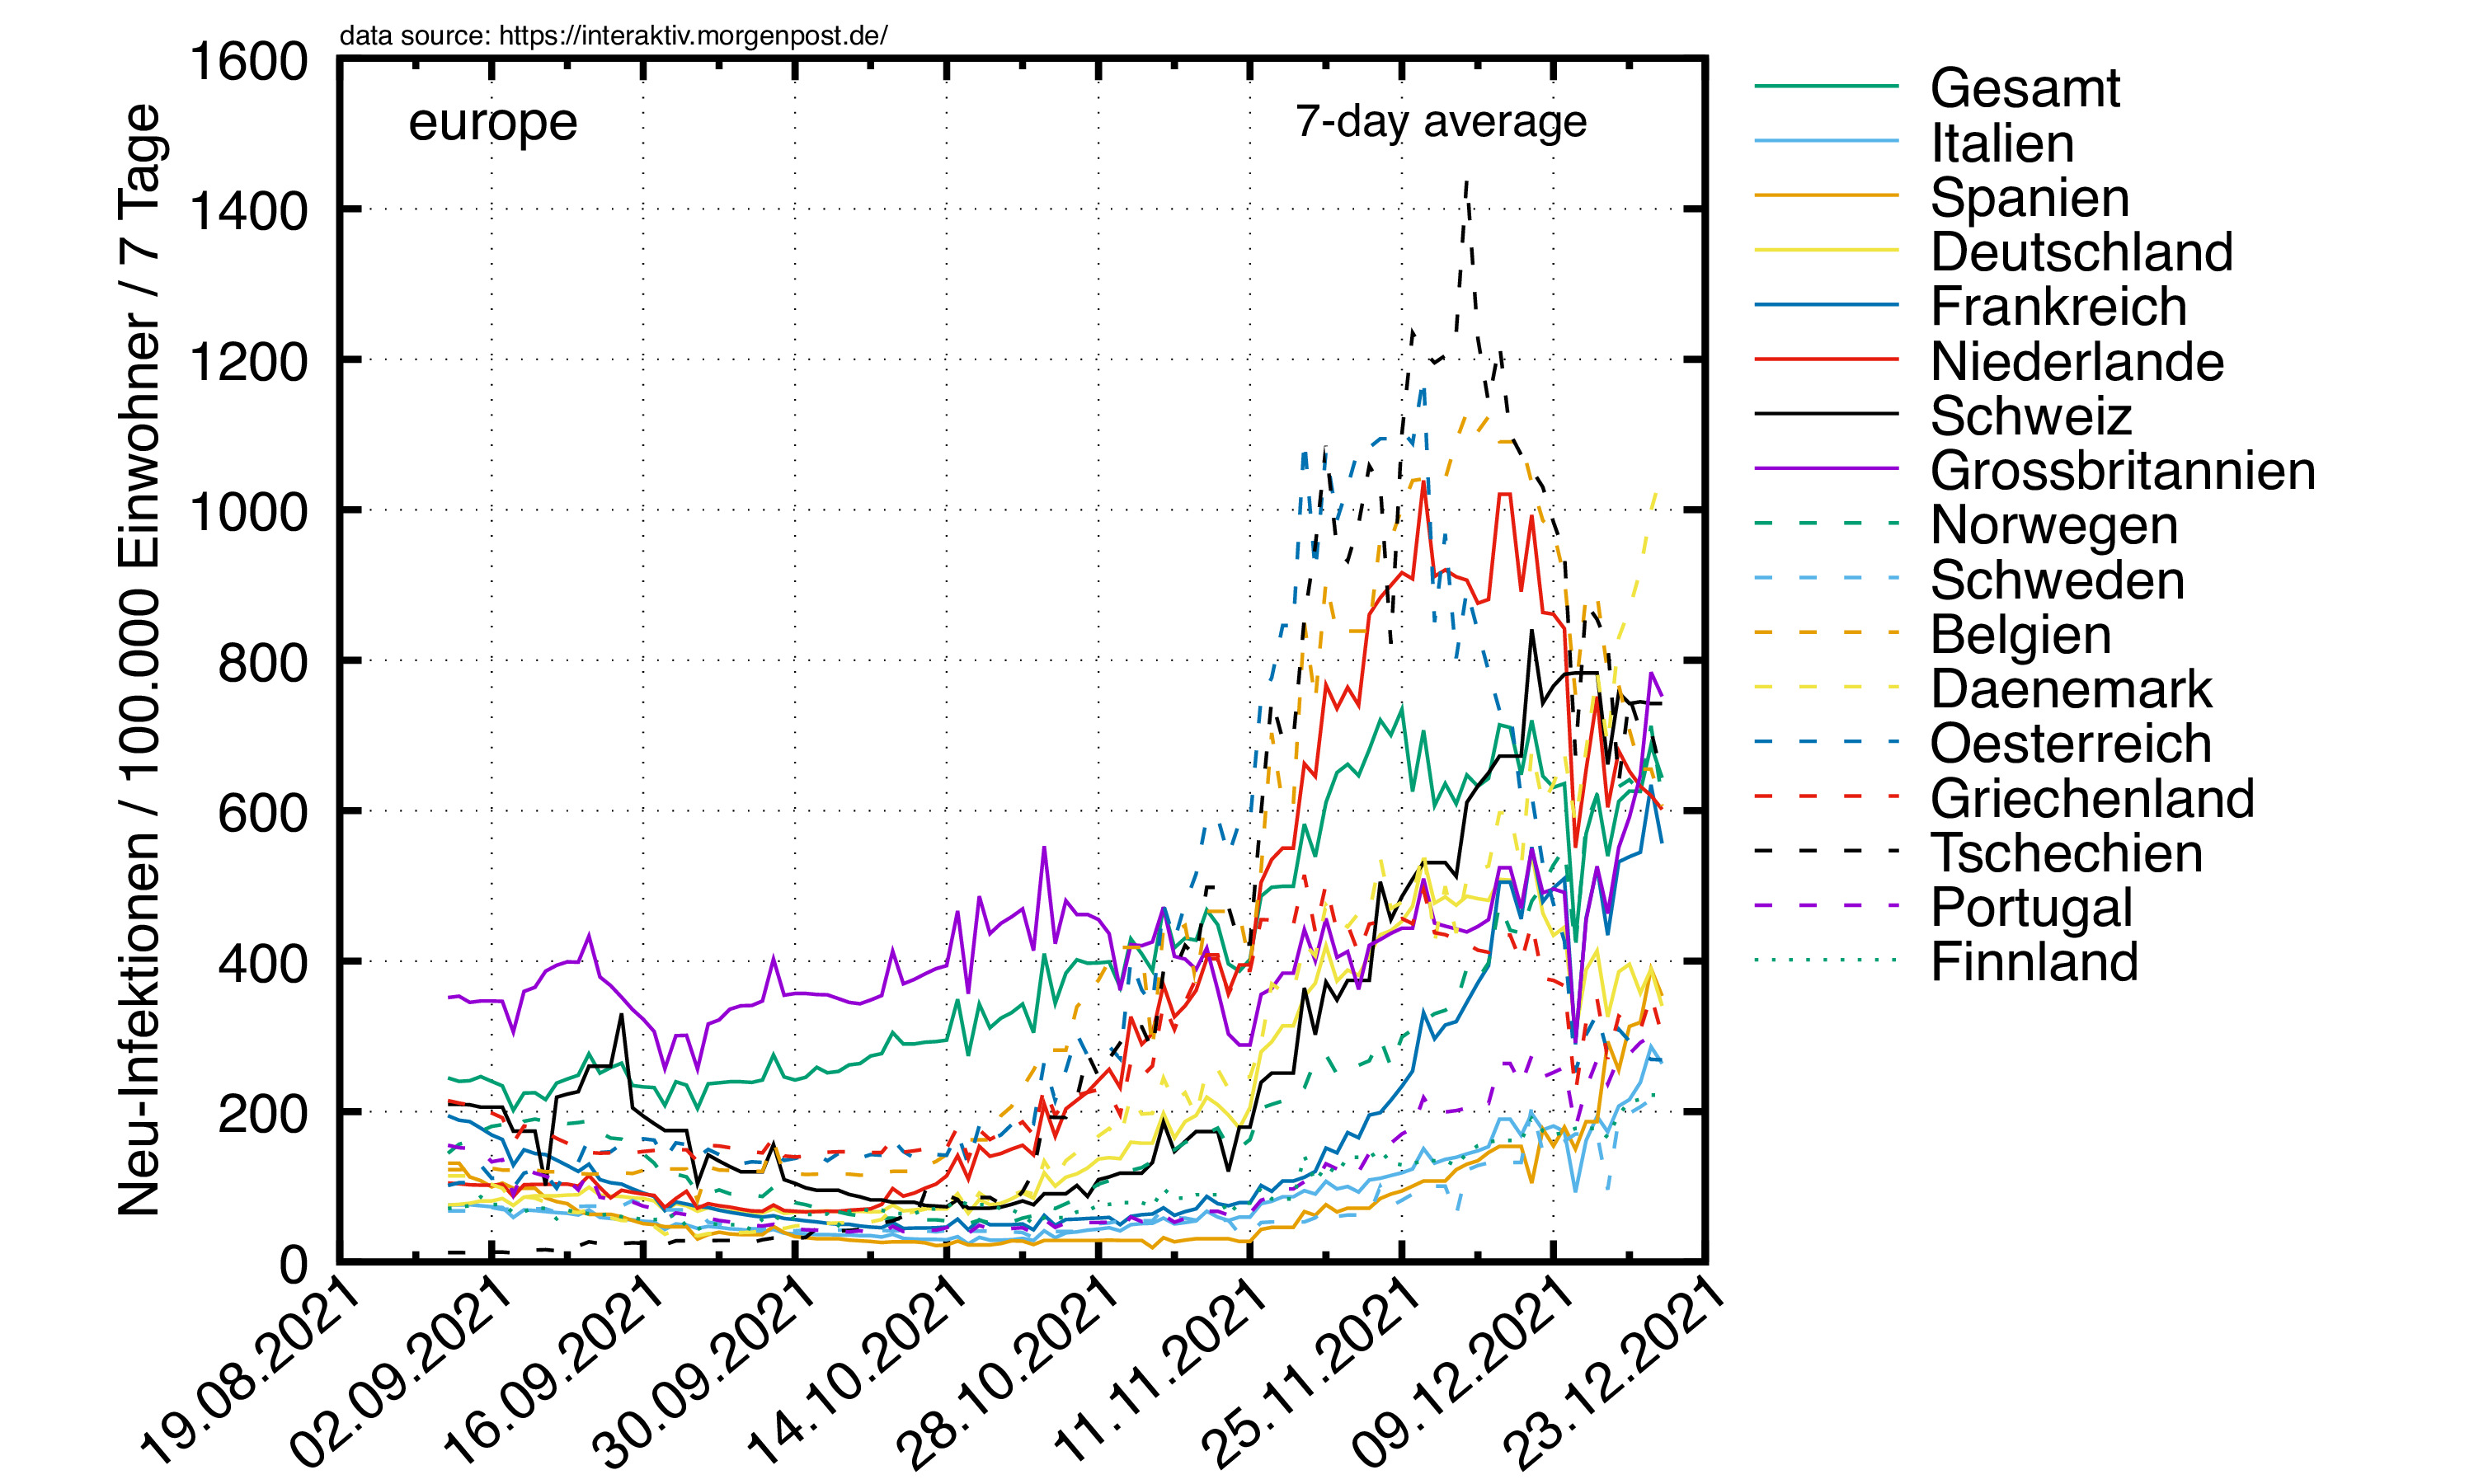 data source: https://interaktiv.morgenpost.de/
europe
7-day average
Neu-Infektionen / 100.000 Einwohner / 7 Tage
1600
1400
1200
1000
800
600
400
200
0
19.08.2021
02.09.2021
16.09.2021
30.09.2021
14.10.2021
28.10.2021
11.11.2021
25.11.2021
09.12.2021
23.12.2021
Gesamt
Italien
Spanien
Deutschland
Frankreich
Niederlande
Schweiz
Grossbritannien
Norwegen
Schweden
Belgien
Daenemark
Oesterreich
Griechenland
Tschechien
Portugal
Finnland